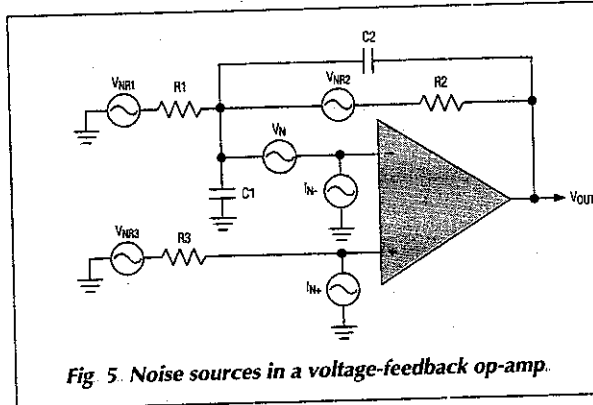 C2
VNR1
R1
VNR2
R2
VN
−
IN-
C1
VOUT
VNR3
R3
+
IN+
Fig. 5. Noise sources in a voltage-feedback op-amp.